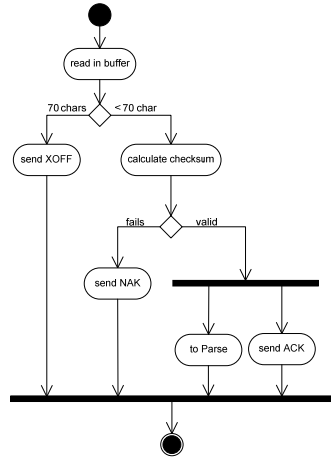 read in buffer
70 chars
< 70 char
send XOFF
calculate checksum
fails
valid
send NAK
to Parse
send ACK